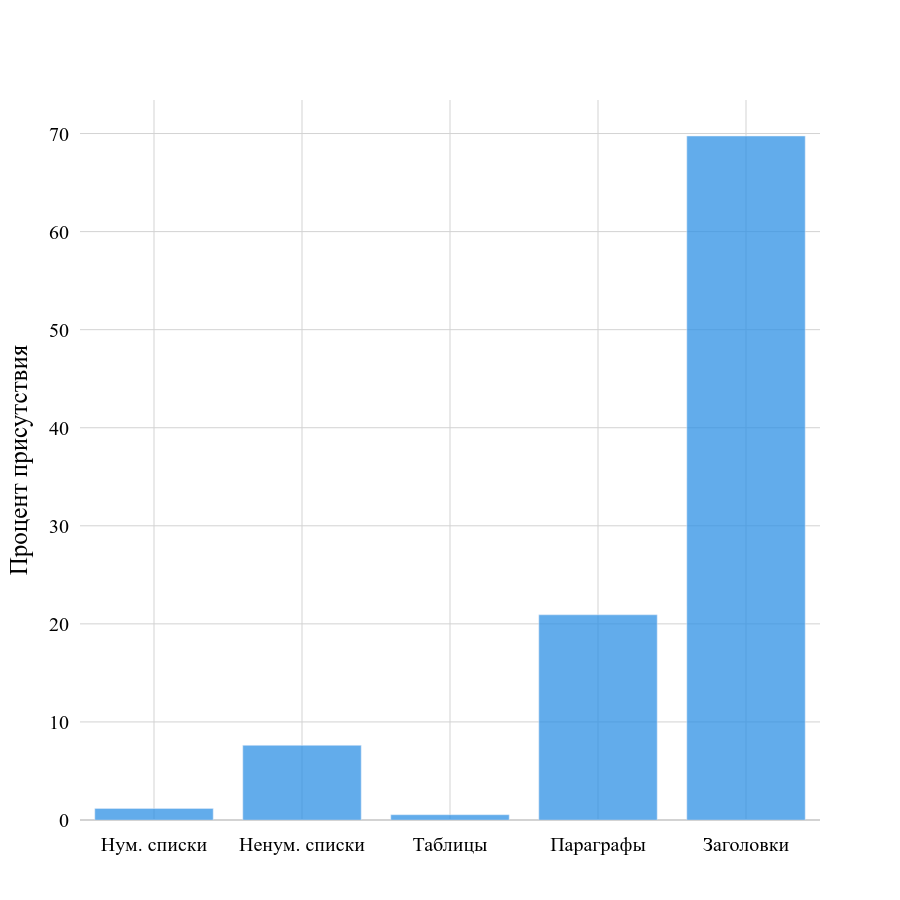 Процент присутствия
70
60
50
40
30
20
10
0
Нум. списки
Ненум. списки
Таблицы
Параграфы
Заголовки